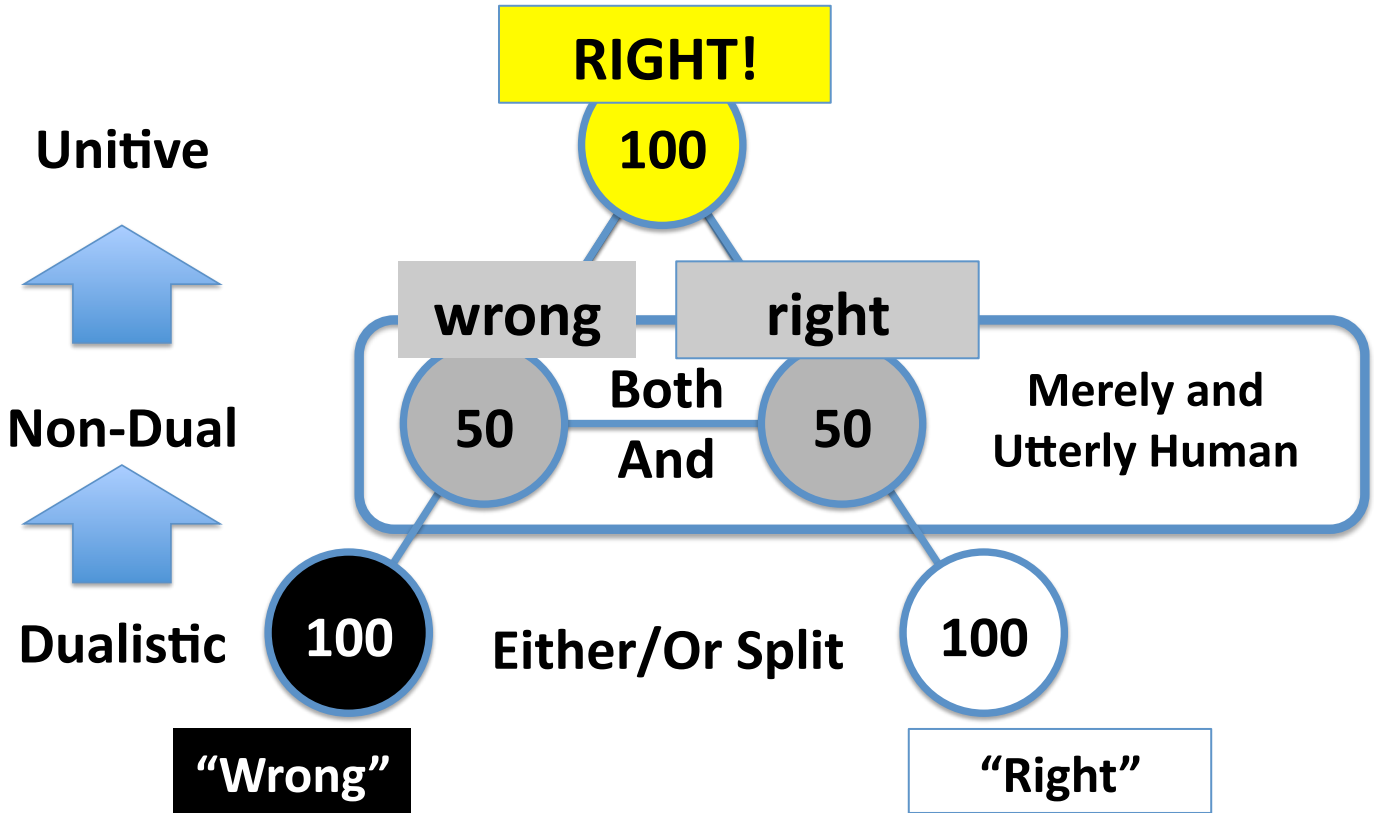 RIGHT!
Unitive
100
wrong
right
Both
And
50
50
Non-Dual
Merely and
Utterly Human
Dualistic
100
Either/Or Split
100
“Wrong”
“Right”